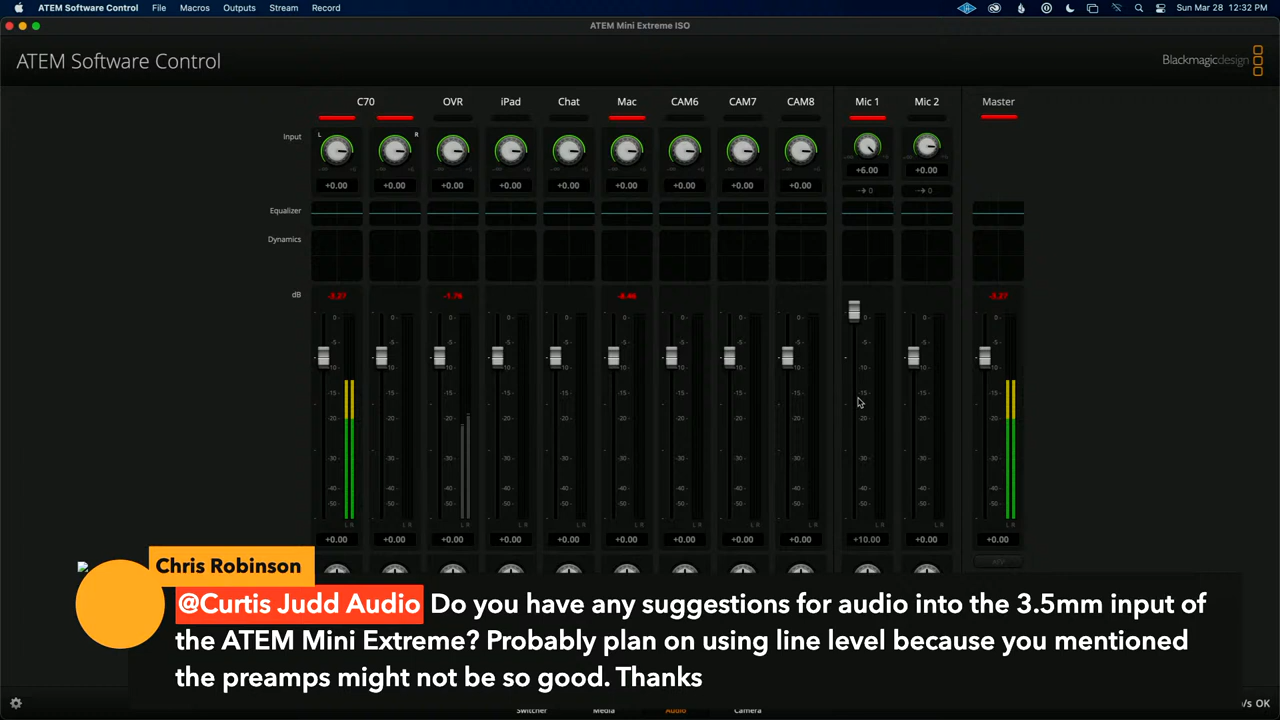 ATEM Software Control File Macros Outputs Stream Record Sun Mar 28 12:32 PM
ATEM Mini Extreme ISO
ATEM Software Control
Blackmagicdesign
C70 OVR iPad Chat Mac CAM6 CAM7 CAM8 Mic 1 Mic 2 Master
Input L R
+6.00 +0.00
+0.00 +0.00 +0.00 +0.00 +0.00 +0.00 +0.00 +0.00 +0.00
Equalizer
Dynamics
dB -3.27 -1.76 -3.27
+0.00 +0.00 +0.00 +0.00 +0.00 +0.00 +0.00 +0.00 +0.00 +10.00 +0.00 +0.00
Chris Robinson
@Curtis Judd Audio Do you have any suggestions for audio into the 3.5mm input of
the ATEM Mini Extreme? Probably plan on using line level because you mentioned
the preamps might not be so good. Thanks
Switcher Media Audio Camera
OK